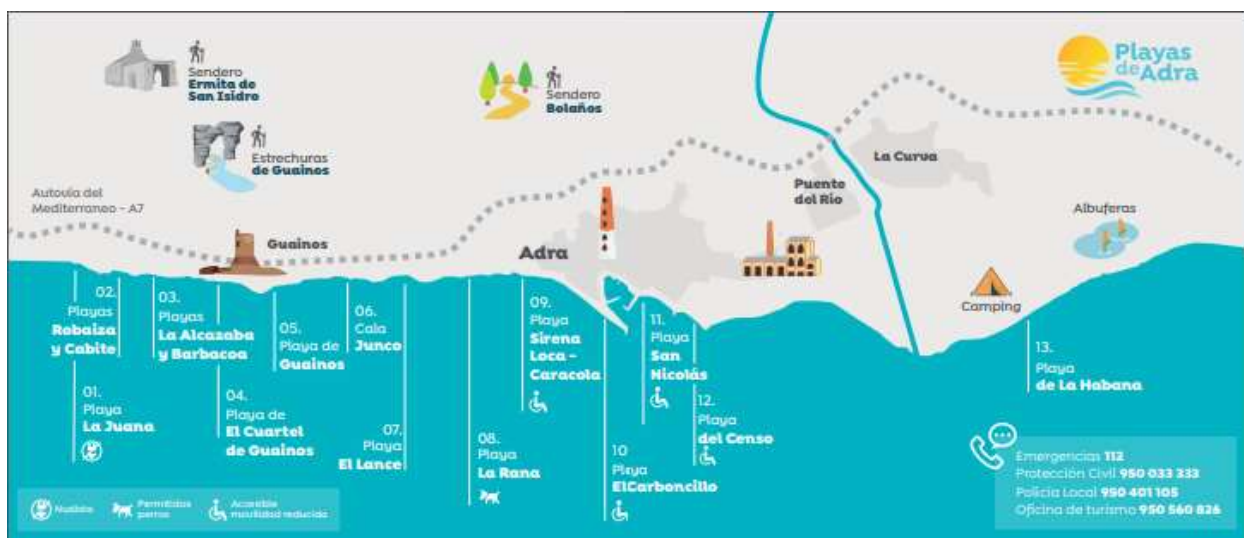 Playas
de Adra
Sendero
Ermita de
San Isidro
Sendero
Bolaños
Estrechuras
de Guainos
Autovía del
Mediterraneo - A7
Guainos
Adra
Puente
del Río
La Curva
Albuferas
Camping
01.
Playa
La Juana
02.
Playas
Robaiza
y Cabite
03.
Playas
La Alcazaba
y Barbacoa
04.
Playa de
El Cuartel
de Guainos
05.
Playa de
Guainos
06.
Cala
Junco
07.
Playa
El Lance
08.
Playa
La Rana
09.
Playa
Sirena
Loca -
Caracola
10
Playa
ElCarboncillo
11.
Playa
San
Nicolás
12.
Playa
del Censo
13.
Playa
de La Habana
Nudista
Permitidos
perros
Accesible
movilidad reducida
Emergencias 112
Protección Civil 950 033 333
Policía Local 950 401 105
Oficina de turismo 950 560 826